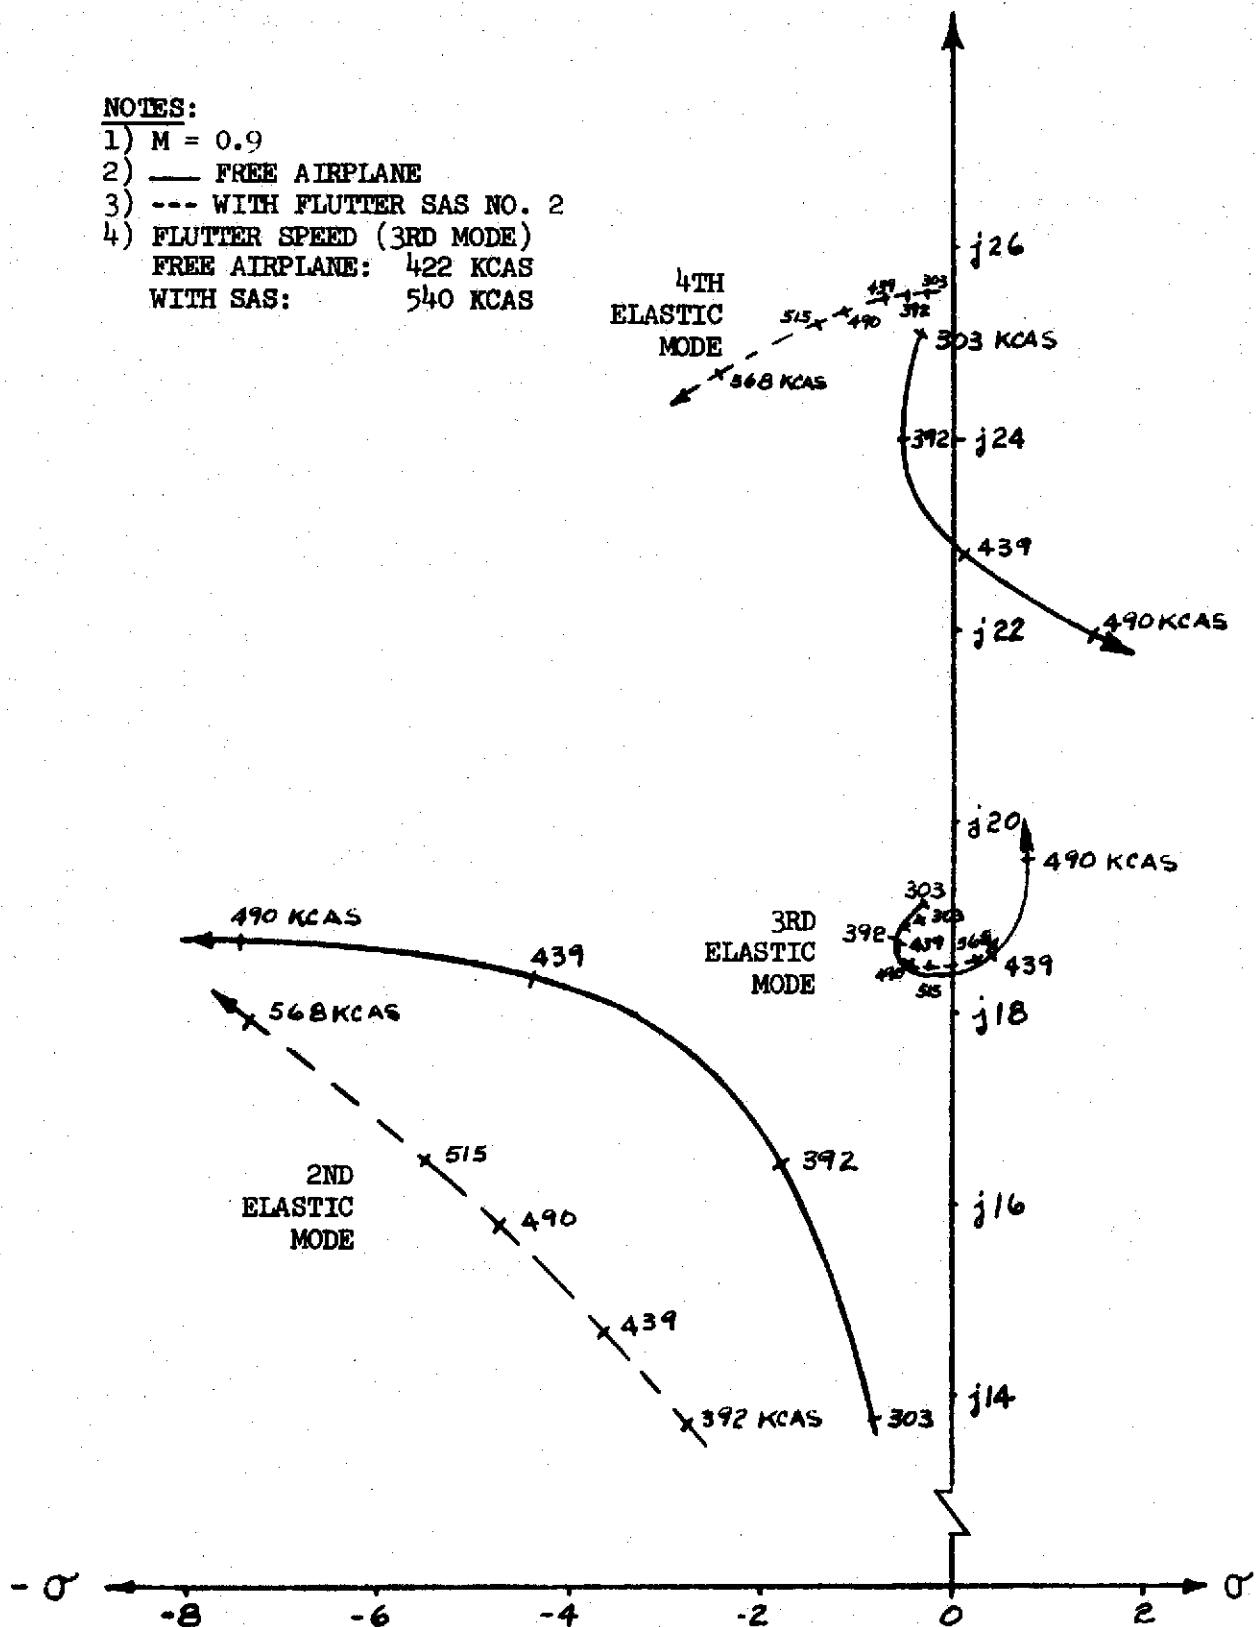 NOTES:
1) M = 0.9
2) — FREE AIRPLANE
3) --- WITH FLUTTER SAS NO. 2
4) FLUTTER SPEED (3RD MODE)
FREE AIRPLANE: 422 KCAS
WITH SAS: 540 KCAS
j26
4TH
ELASTIC
MODE
439
303
392
490
515
568 KCAS
303 KCAS
392
j24
439
490 KCAS
j22
j20
490 KCAS
3RD
ELASTIC
MODE
303
303
392
439
568
439
490
515
j18
490 KCAS
439
568 KCAS
515
392
2ND
ELASTIC
MODE
490
j16
439
j14
392 KCAS
303
-σ
σ
-8
-6
-4
-2
0
2